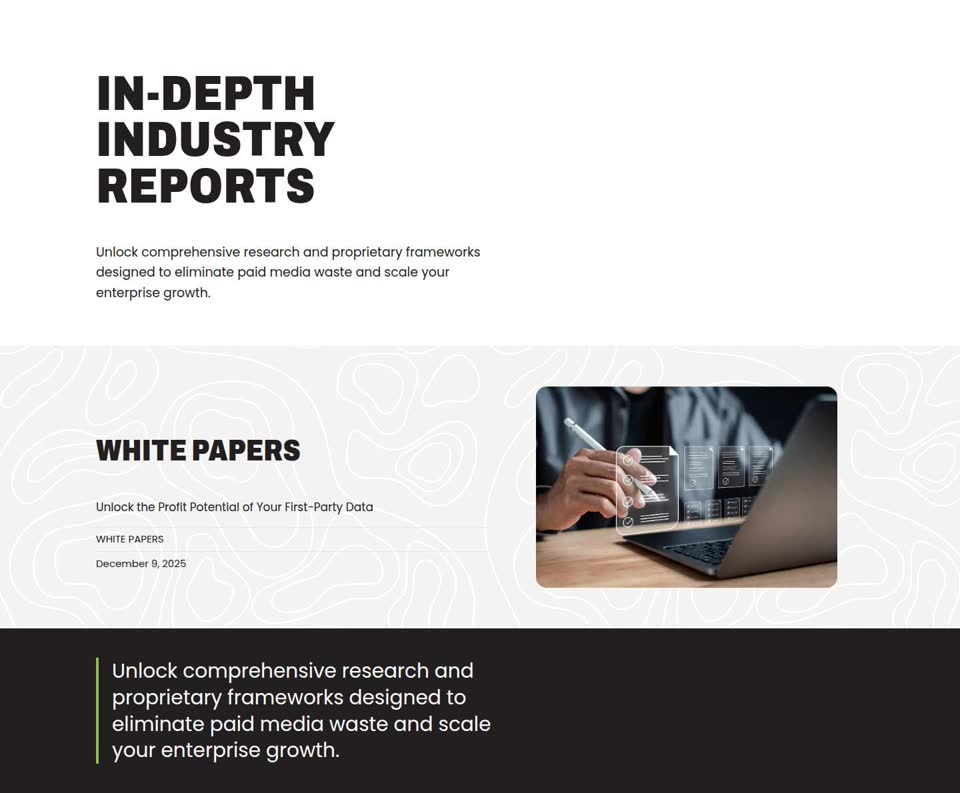 IN-DEPTH
INDUSTRY
REPORTS
Unlock comprehensive research and proprietary frameworks
designed to eliminate paid media waste and scale your
enterprise growth.
WHITE PAPERS
Unlock the Profit Potential of Your First-Party Data
WHITE PAPERS
December 9, 2025
Unlock comprehensive research and
proprietary frameworks designed to
eliminate paid media waste and scale
your enterprise growth.